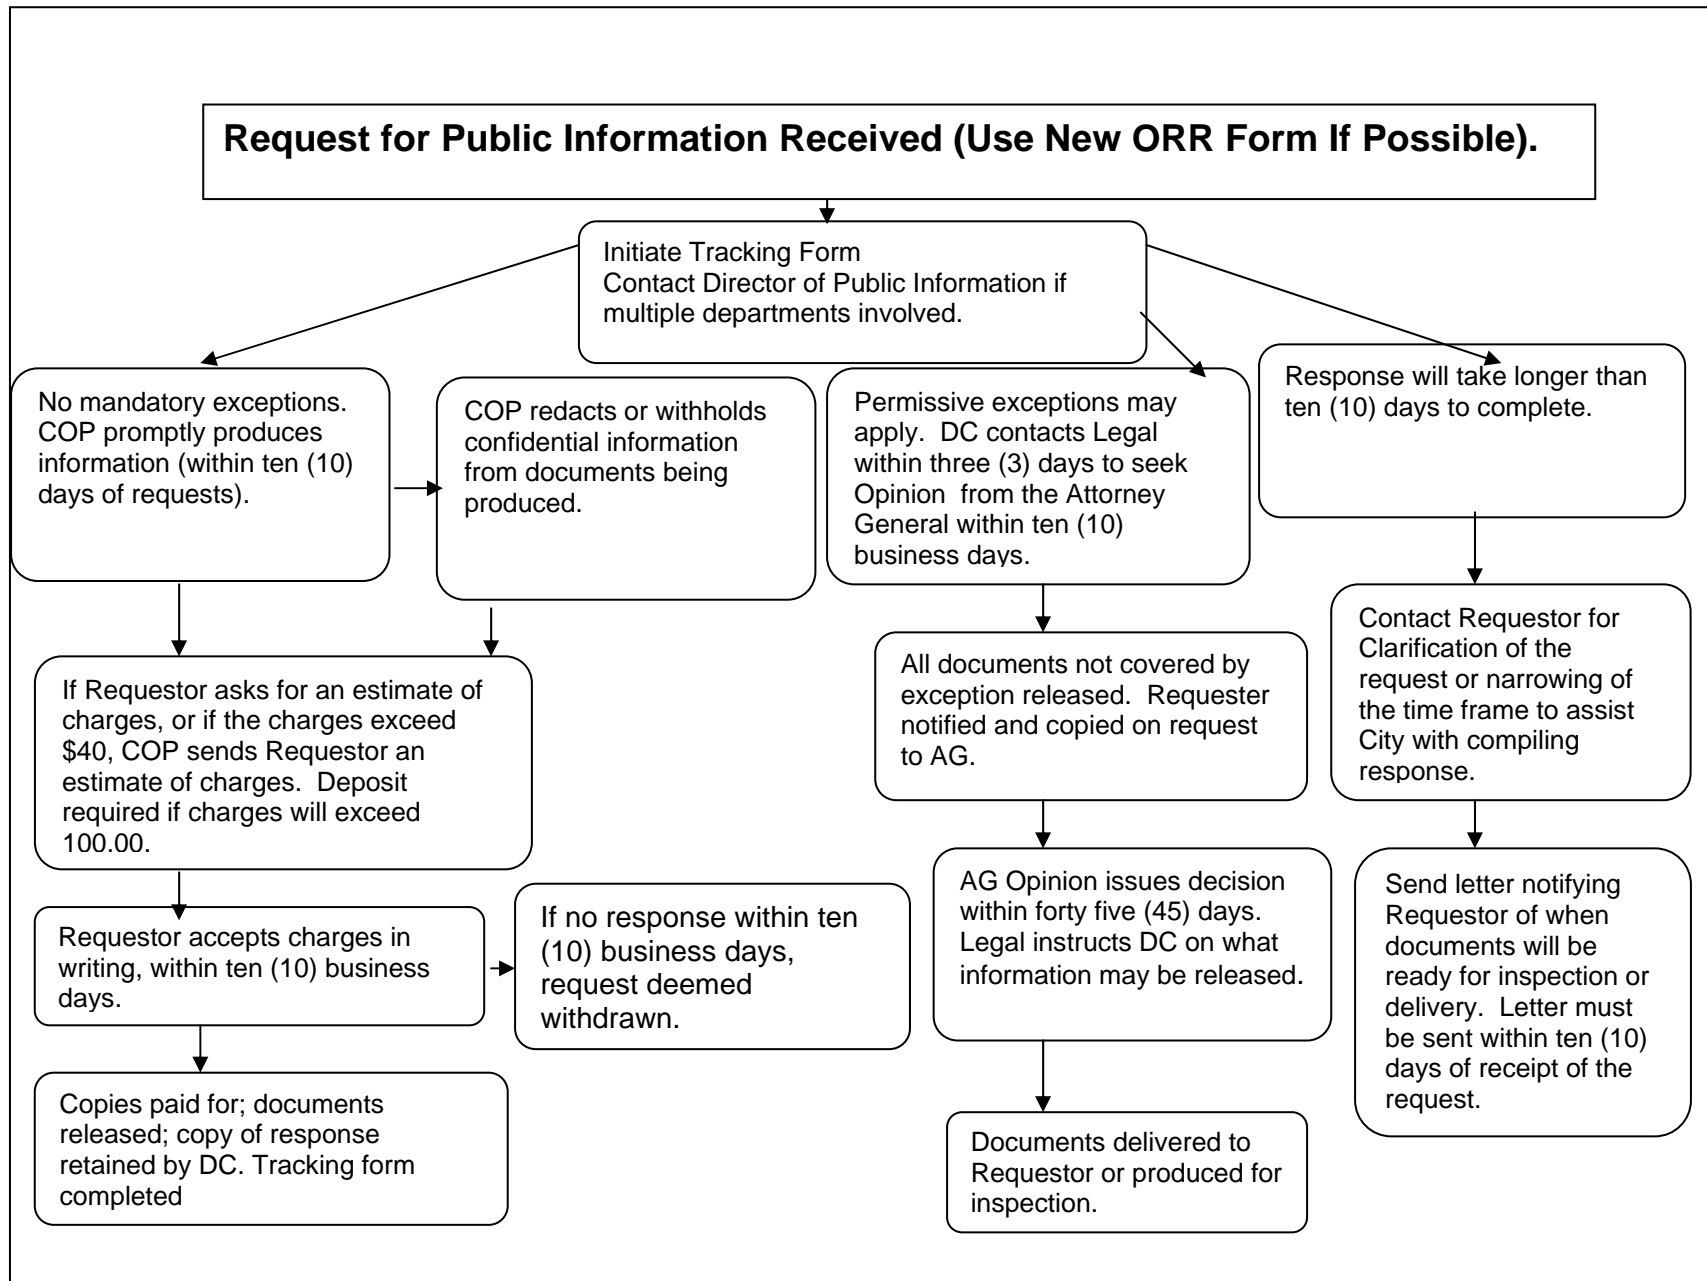 Request for Public Information Received (Use New ORR Form If Possible).
Initiate Tracking Form
Contact Director of Public Information if
multiple departments involved.
No mandatory exceptions.
COP promptly produces
information (within ten (10)
days of requests).
COP redacts or withholds
confidential information
from documents being
produced.
Permissive exceptions may
apply.  DC contacts Legal
within three (3) days to seek
Opinion  from the Attorney
General within ten (10)
business days.
Response will take longer than
ten (10) days to complete.
If Requestor asks for an estimate of
charges, or if the charges exceed
$40, COP sends Requestor an
estimate of charges.  Deposit
required if charges will exceed
100.00.
All documents not covered by
exception released.  Requester
notified and copied on request
to AG.
Contact Requestor for
Clarification of the
request or narrowing of
the time frame to assist
City with compiling
response.
Requestor accepts charges in
writing, within ten (10) business
days.
If no response within ten
(10) business days,
request deemed
withdrawn.
AG Opinion issues decision
within forty five (45) days.
Legal instructs DC on what
information may be released.
Send letter notifying
Requestor of when
documents will be
ready for inspection or
delivery.  Letter must
be sent within ten (10)
days of receipt of the
request.
Copies paid for; documents
released; copy of response
retained by DC. Tracking form
completed
Documents delivered to
Requestor or produced for
inspection.